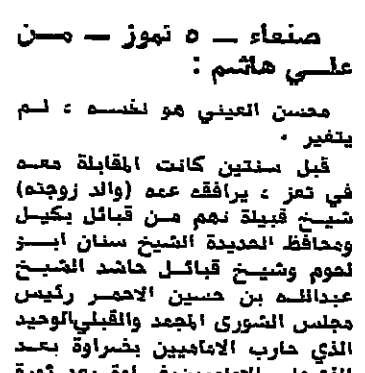 صنعاء — ٥ تموز — من
علي هاشم :
محسن العيني هو نفسه ، لم
يتغير .
قبل سنتين كانت المقابلة معه
في تعز ، يرافقه عمه (والد زوجته)
شيخ قبيلة نهم من قبائل بكيل
ومحافظ الحديدة الشيخ سنان ابو
لحوم وشيخ قبائل حاشد الشيخ
عبدالله بن حسين الاحمر رئيس
مجلس الشورى المجمد والقبلي الوحيد
الذي حارب الاماميين بضراوة بعد